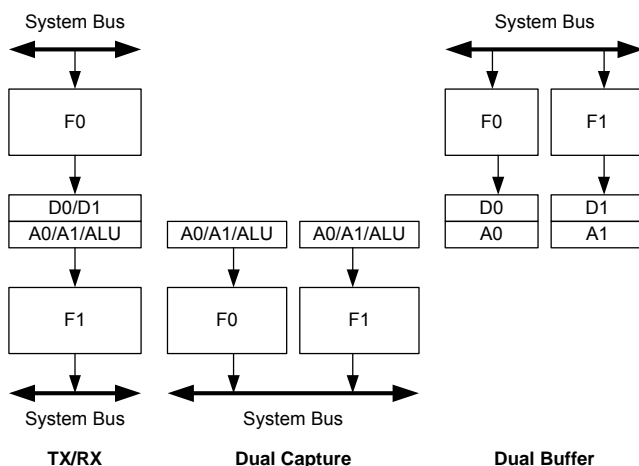 System Bus
F0
D0/D1
A0/A1/ALU
F1
System Bus
TX/RX
A0/A1/ALU
A0/A1/ALU
F0
F1
System Bus
Dual Capture
System Bus
F0
F1
D0
D1
A0
A1
Dual Buffer